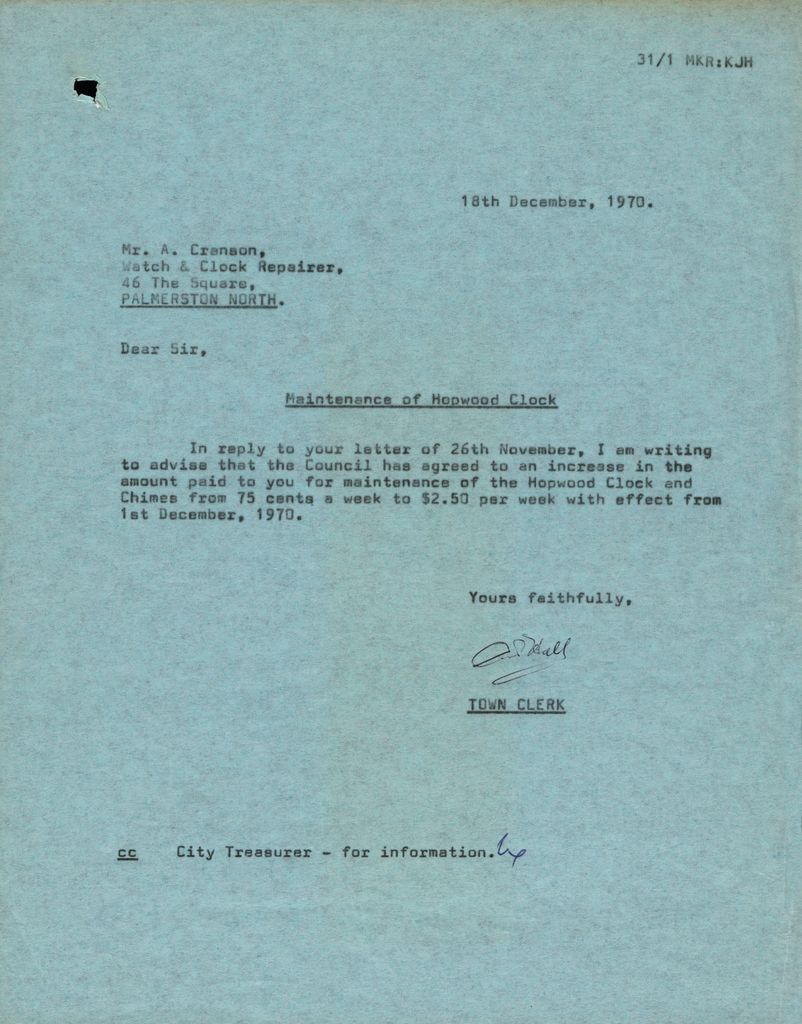 31/1 MKR:KJH
18th December, 1970.
Mr. A. Cranson,
Watch & Clock Repairer,
46 The Square,
PALMERSTON NORTH.
Dear Sir,
Maintenance of Hopwood Clock
In reply to your letter of 26th November, I am writing
to advise that the Council has agreed to an increase in the
amount paid to you for maintenance of the Hopwood Clock and
Chimes from 75 cents a week to $2.50 per week with effect from
1st December, 1970.
Yours faithfully,
TOWN CLERK
cc City Treasurer - for information.